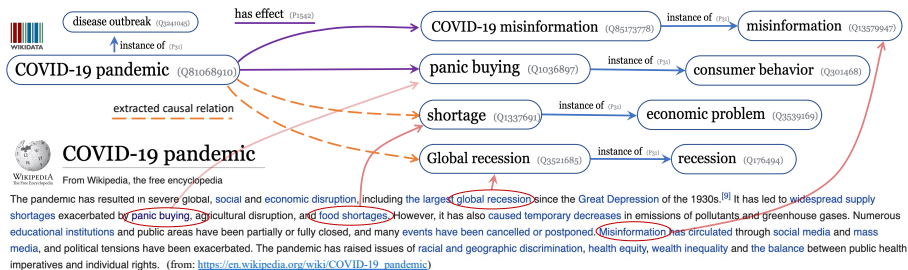 disease outbreak (Q3241045)
has effect (P1542)
COVID-19 misinformation (Q85173778)
instance of (P31)
misinformation (Q13579947)
WIKIDATA
instance of (P31)
COVID-19 pandemic (Q81068910)
panic buying (Q1036897)
instance of (P31)
consumer behavior (Q301468)
extracted causal relation
shortage (Q1337691)
instance of (P31)
economic problem (Q3539169)
WIKIPEDIA
The Free Encyclopedia
COVID-19 pandemic
From Wikipedia, the free encyclopedia
Global recession (Q3521685)
instance of (P31)
recession (Q176494)
The pandemic has resulted in severe global, social and economic disruption, including the largest global recession since the Great Depression of the 1930s.[9] It has led to widespread supply
shortages exacerbated by panic buying, agricultural disruption, and food shortages. However, it has also caused temporary decreases in emissions of pollutants and greenhouse gases. Numerous
educational institutions and public areas have been partially or fully closed, and many events have been cancelled or postponed. Misinformation has circulated through social media and mass
media, and political tensions have been exacerbated. The pandemic has raised issues of racial and geographic discrimination, health equity, wealth inequality and the balance between public health
imperatives and individual rights. (from: https://en.wikipedia.org/wiki/COVID-19_pandemic)